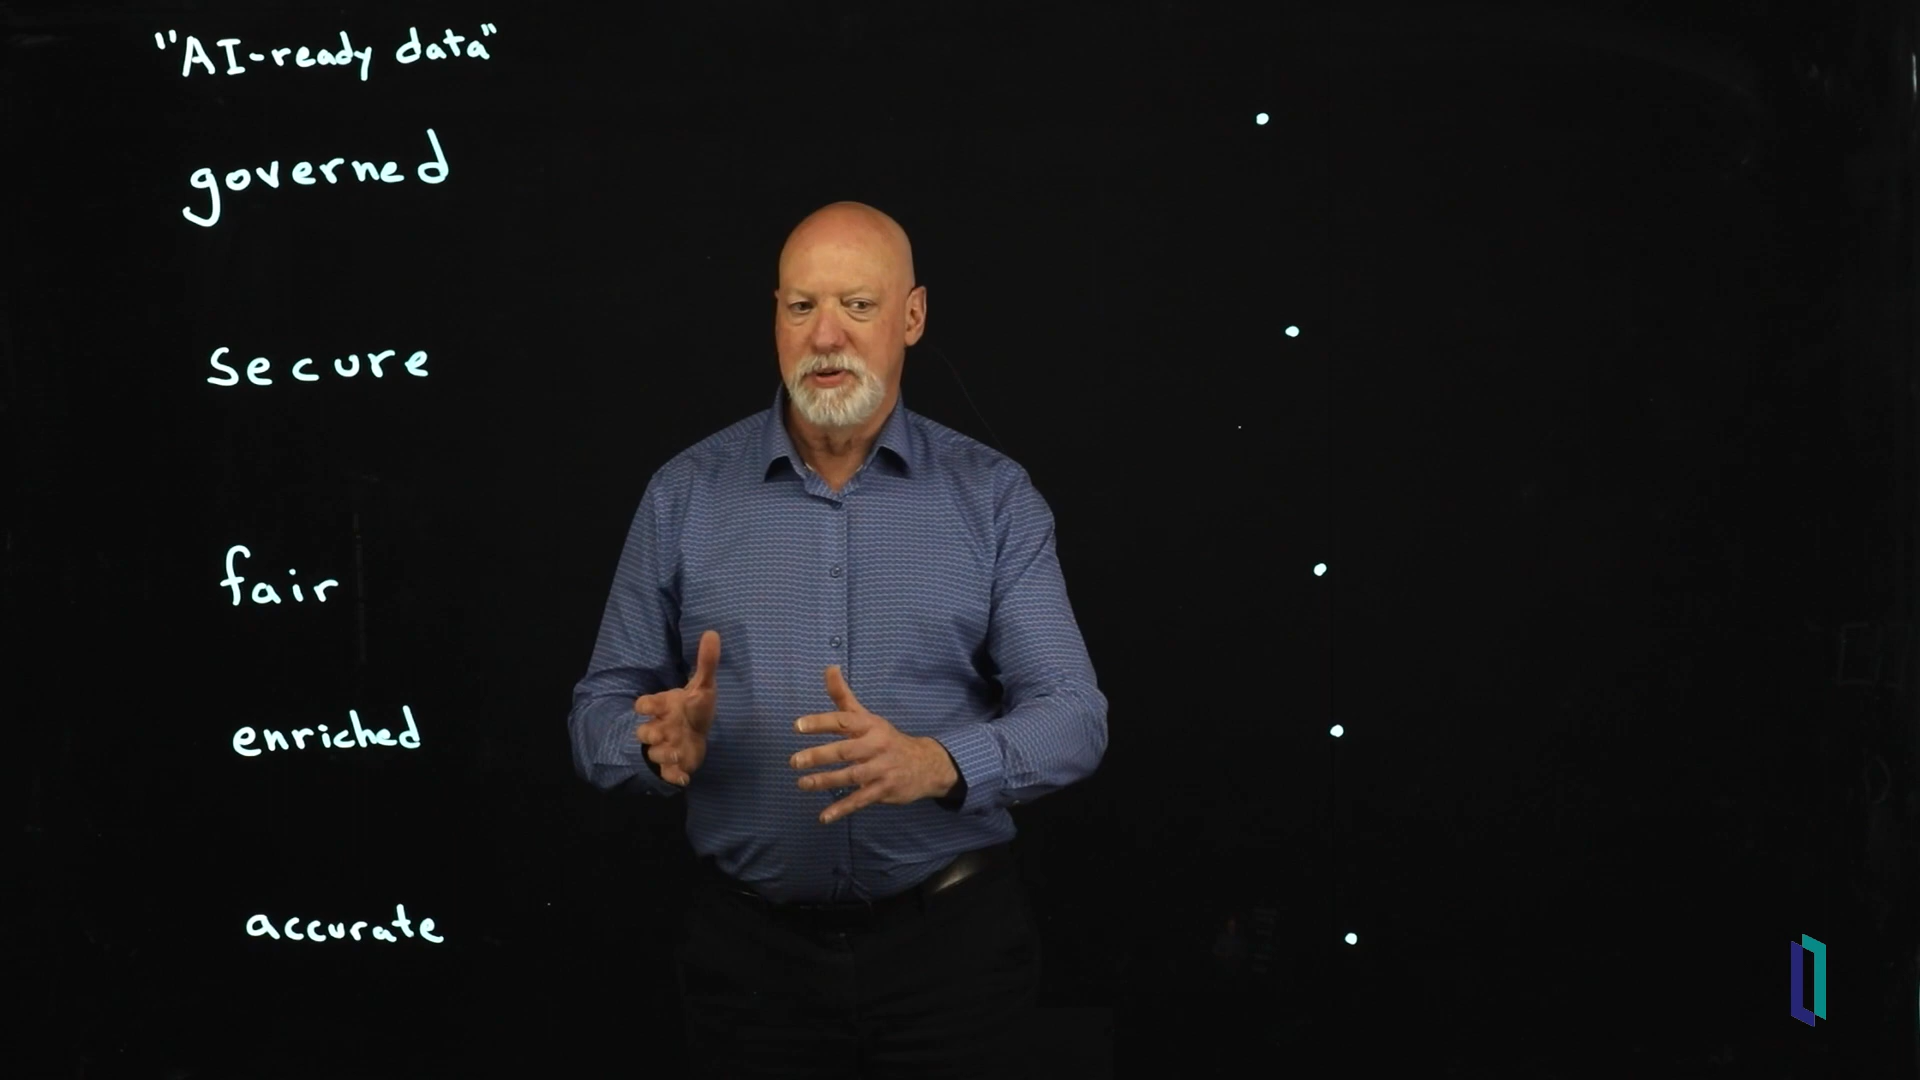 "AI-ready data"
governed
secure
fair
enriched
accurate